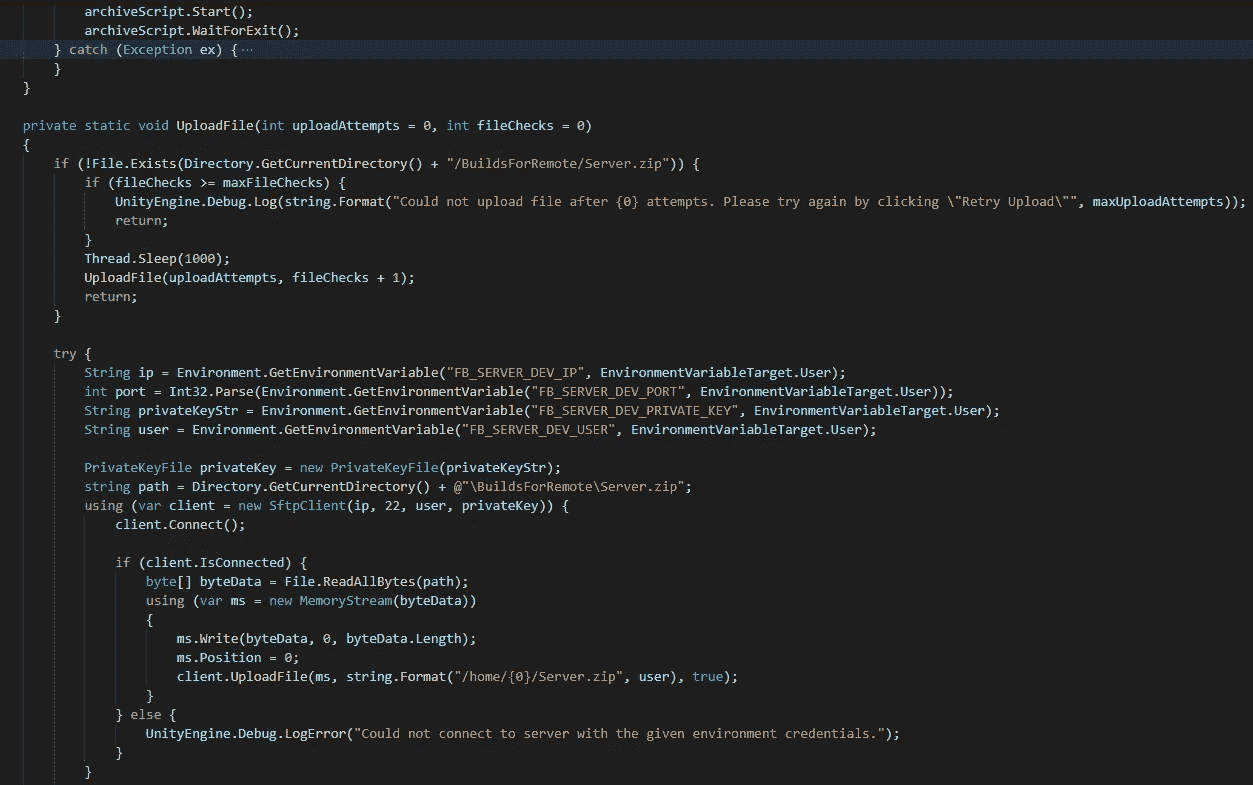 archiveScript.Start();
archiveScript.WaitForExit();
} catch (Exception ex) {···
}
}
private static void UploadFile(int uploadAttempts = 0, int fileChecks = 0)
{
if (!File.Exists(Directory.GetCurrentDirectory() + "/BuildsForRemote/Server.zip")) {
if (fileChecks >= maxFileChecks) {
UnityEngine.Debug.Log(string.Format("Could not upload file after {0} attempts. Please try again by clicking \"Retry Upload\"", maxUploadAttempts));
return;
}
Thread.Sleep(1000);
UploadFile(uploadAttempts, fileChecks + 1);
return;
}
try {
String ip = Environment.GetEnvironmentVariable("FB_SERVER_DEV_IP", EnvironmentVariableTarget.User);
int port = Int32.Parse(Environment.GetEnvironmentVariable("FB_SERVER_DEV_PORT", EnvironmentVariableTarget.User));
String privateKeyStr = Environment.GetEnvironmentVariable("FB_SERVER_DEV_PRIVATE_KEY", EnvironmentVariableTarget.User);
String user = Environment.GetEnvironmentVariable("FB_SERVER_DEV_USER", EnvironmentVariableTarget.User);
PrivateKeyFile privateKey = new PrivateKeyFile(privateKeyStr);
string path = Directory.GetCurrentDirectory() + @"\BuildsForRemote\Server.zip";
using (var client = new SftpClient(ip, 22, user, privateKey)) {
client.Connect();
if (client.IsConnected) {
byte[] byteData = File.ReadAllBytes(path);
using (var ms = new MemoryStream(byteData))
{
ms.Write(byteData, 0, byteData.Length);
ms.Position = 0;
client.UploadFile(ms, string.Format("/home/{0}/Server.zip", user), true);
}
} else {
UnityEngine.Debug.LogError("Could not connect to server with the given environment credentials.");
}
}